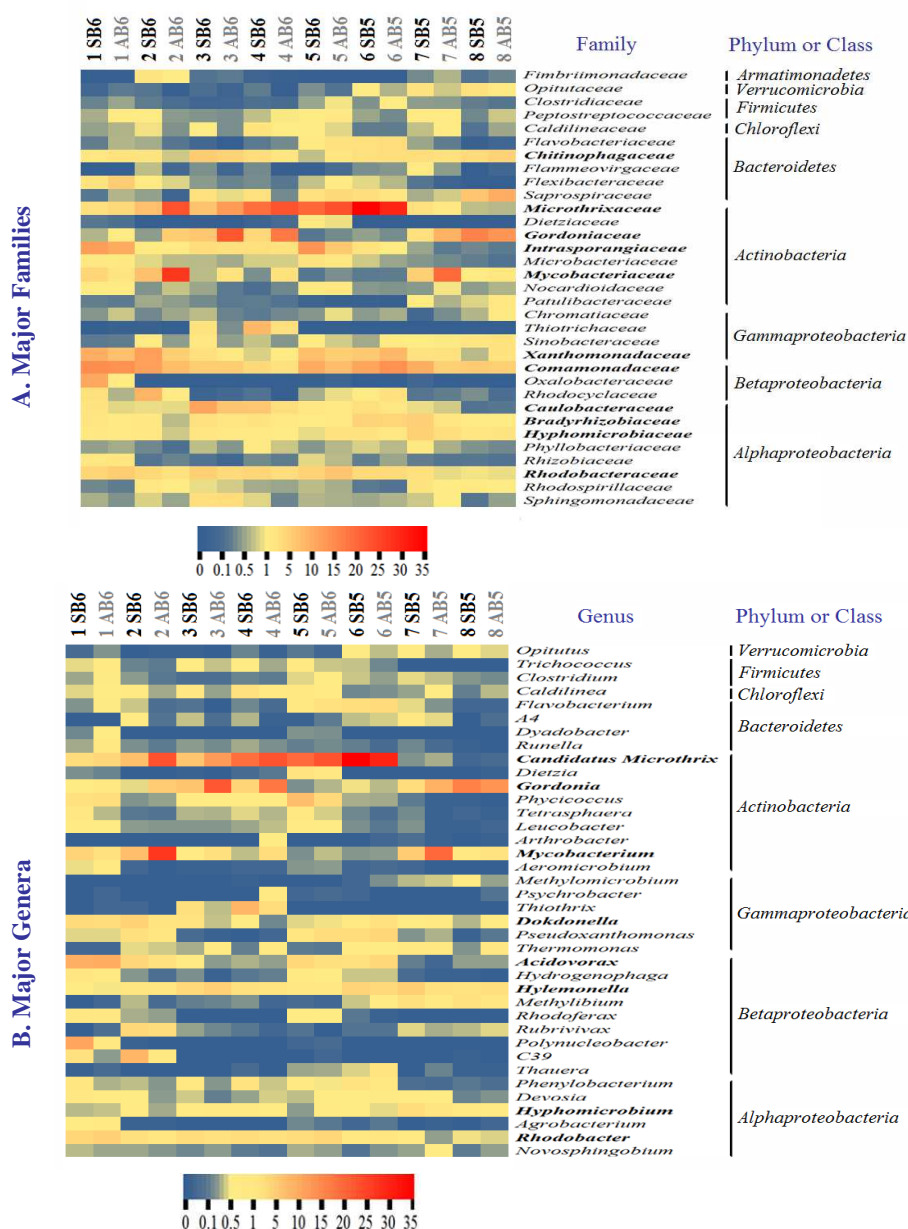 1 SB6 1 AB6 2 SB6 2 AB6 3 SB6 3 AB6 4 SB6 4 AB6 5 SB6 5 AB6 6 SB5 6 AB5 7 SB5 7 AB5 8 SB5 8 AB5 Family Phylum or Class
A. Major Families
Fimbriimonadaceae Armatimonadetes
Opitutaceae Verrucomicrobia
Clostridiaceae
Firmicutes
Peptostreptococcaceae
Caldilineaceae Chloroflexi
Flavobacteriaceae
Chitinophagaceae
Bacteroidetes
Flammeovirgaceae
Flexibacteraceae
Saprospiraceae
Microthrixaceae
Dietziaceae
Gordoniaceae
Intrasporangiaceae
Actinobacteria
Microbacteriaceae
Mycobacteriaceae
Nocardioidaceae
Patulibacteraceae
Chromatiaceae
Thiotrichaceae
Gammaproteobacteria
Sinobacteraceae
Xanthomonadaceae
Comamonadaceae
Oxalobacteraceae
Betaproteobacteria
Rhodocyclaceae
Caulobacteraceae
Bradyrhizobiaceae
Hyphomicrobiaceae
Phyllobacteriaceae
Alphaproteobacteria
Rhizobiaceae
Rhodobacteraceae
Rhodospirillaceae
Sphingomonadaceae
0 0.1 0.5 1 5 10 15 20 25 30 35
1 SB6 1 AB6 2 SB6 2 AB6 3 SB6 3 AB6 4 SB6 4 AB6 5 SB6 5 AB6 6 SB5 6 AB5 7 SB5 7 AB5 8 SB5 8 AB5 Genus Phylum or Class
B. Major Genera
Opitutus Verrucomicrobia
Trichococcus
Firmicutes
Clostridium
Caldilinea Chloroflexi
Flavobacterium
A4
Bacteroidetes
Dyadobacter
Runella
Candidatus Microthrix
Dietzia
Gordonia
Phycicoccus
Actinobacteria
Tetrasphaera
Leucobacter
Arthrobacter
Mycobacterium
Aeromicrobium
Methylomicrobium
Psychrobacter
Thiothrix
Gammaproteobacteria
Dokdonella
Pseudoxanthomonas
Thermomonas
Acidovorax
Hydrogenophaga
Hylemonella
Methylibium
Betaproteobacteria
Rhodoferax
Rubrivivax
Polynucleobacter
C39
Thauera
Phenylobacterium
Devosia
Hyphomicrobium
Alphaproteobacteria
Agrobacterium
Rhodobacter
Novosphingobium
0 0.1 0.5 1 5 10 15 20 25 30 35